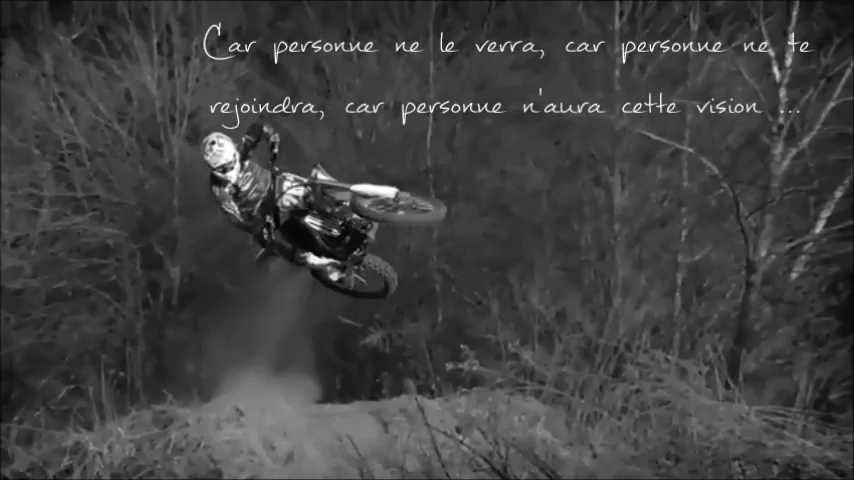 Car personne ne le verra, car personne ne te
rejoindra, car personne n'aura cette vision ...